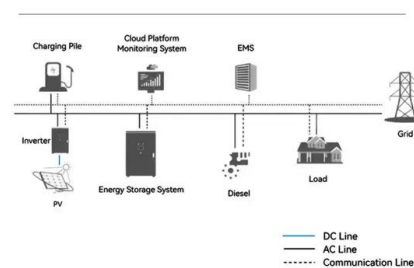 Charging Pile
Cloud Platform
Monitoring System
EMS
Grid
Inverter
PV
Energy Storage System
Diesel
Load
DC Line
AC Line
Communication Line